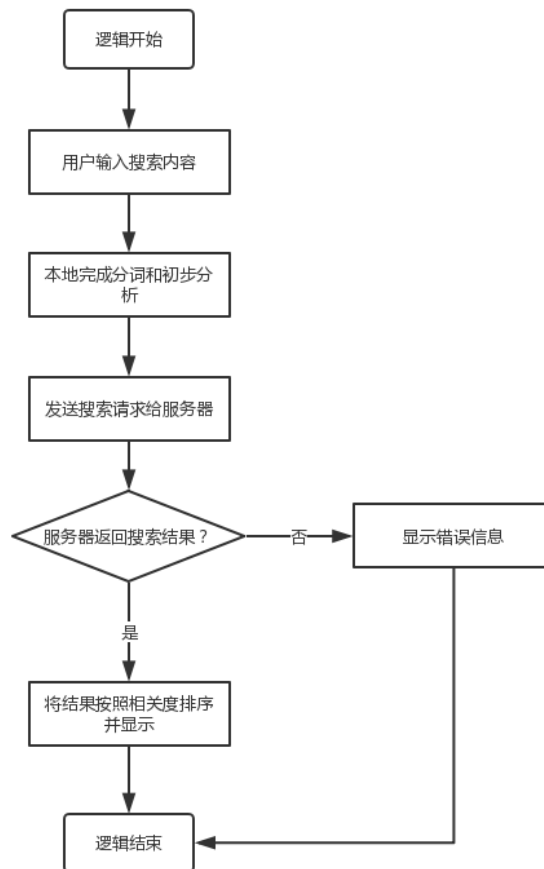 逻辑开始
用户输入搜索内容
本地完成分词和初步分
析
发送搜索请求给服务器
服务器返回搜索结果？
否
显示错误信息
是
将结果按照相关度排序
并显示
逻辑结束